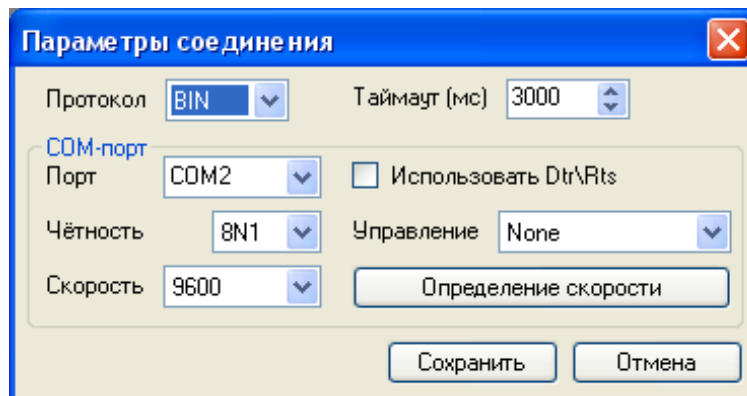 Параметры соединения
Протокол BIN Таймаут (мс) 3000
COM-порт
Порт COM2 Использовать Dtr\Rts
Чётность 8N1 Управление None
Скорость 9600 Определение скорости
Сохранить Отмена